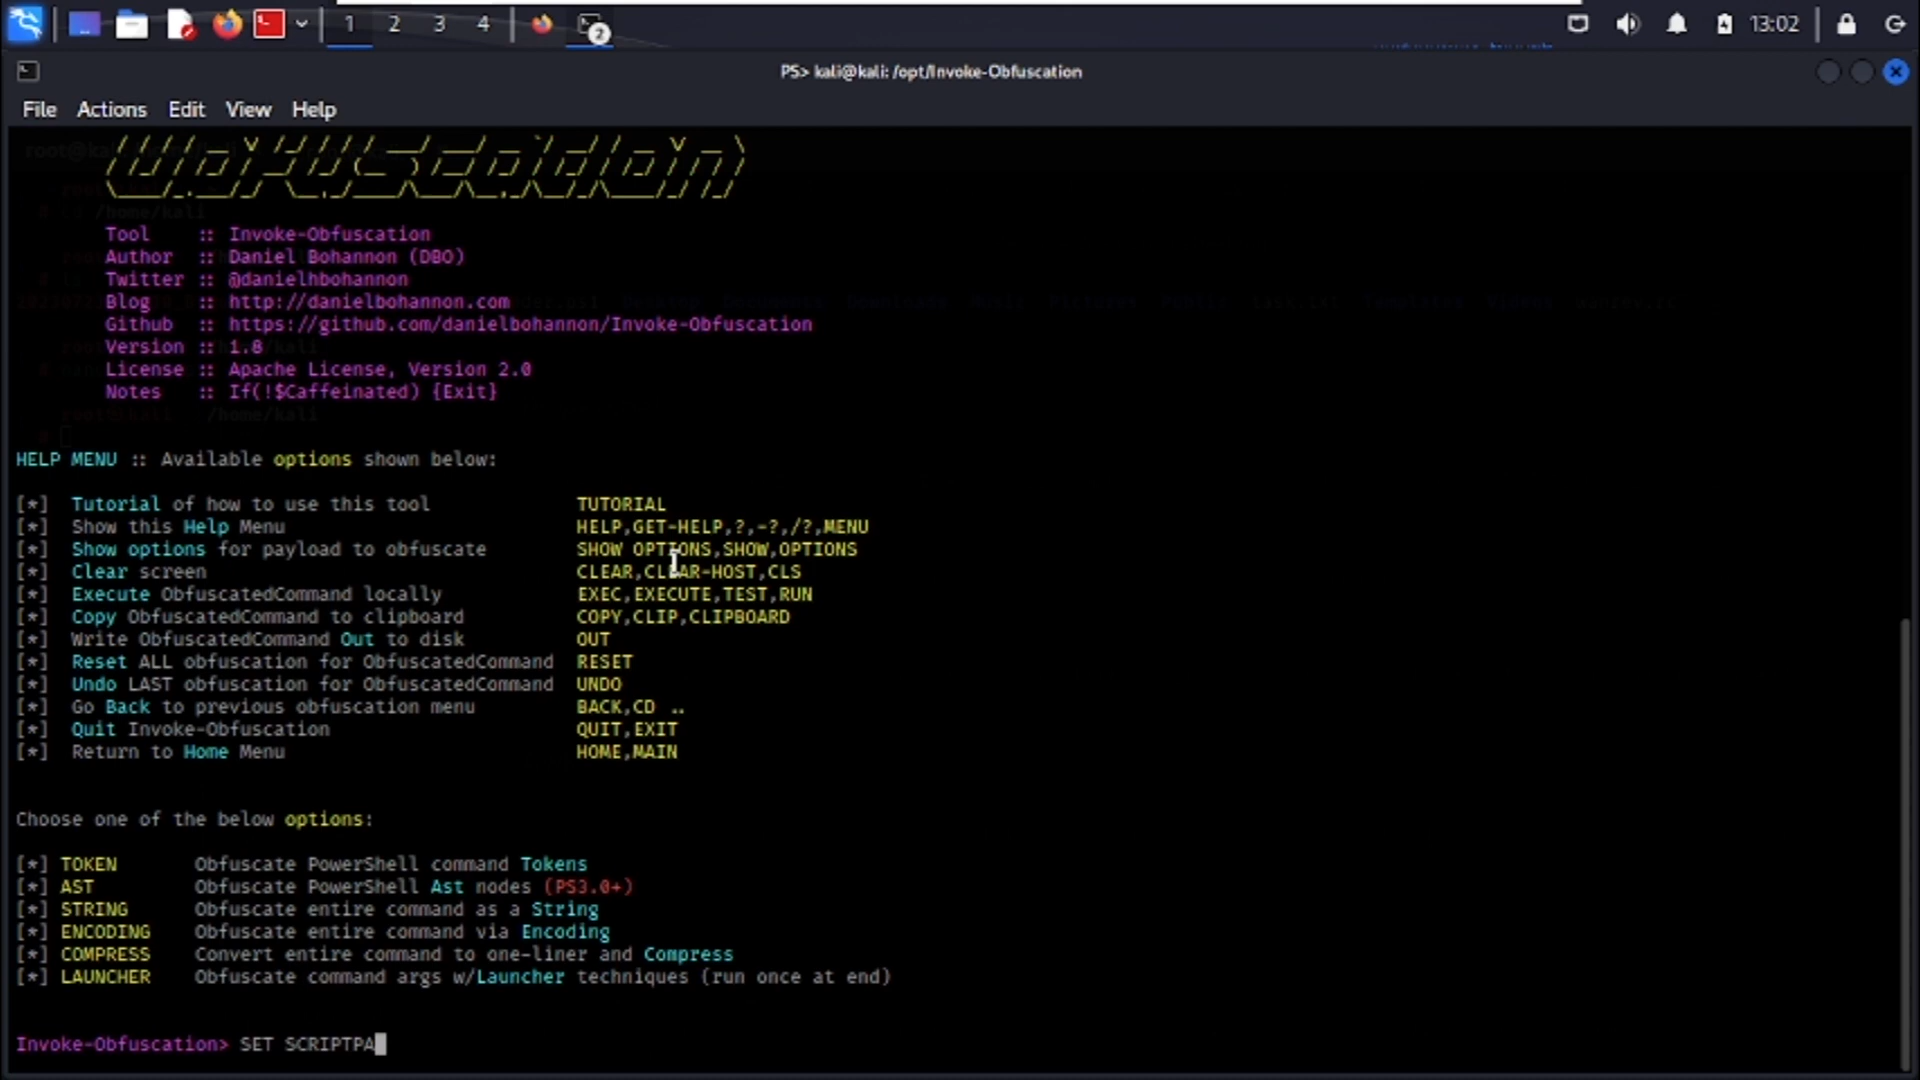 1 2 3 4 2 13:02
PS> kali@kali: /opt/Invoke-Obfuscation
File Actions Edit View Help
Tool :: Invoke-Obfuscation
Author :: Daniel Bohannon (DBO)
Twitter :: @danielhbohannon
Blog :: http://danielbohannon.com
Github :: https://github.com/danielbohannon/Invoke-Obfuscation
Version :: 1.8
License :: Apache License, Version 2.0
Notes :: If(!$Caffeinated) {Exit}
HELP MENU :: Available options shown below:
[*] Tutorial of how to use this tool TUTORIAL
[*] Show this Help Menu HELP,GET-HELP,?,-?,/?,MENU
[*] Show options for payload to obfuscate SHOW OPTIONS,SHOW,OPTIONS
[*] Clear screen CLEAR,CLEAR-HOST,CLS
[*] Execute ObfuscatedCommand locally EXEC,EXECUTE,TEST,RUN
[*] Copy ObfuscatedCommand to clipboard COPY,CLIP,CLIPBOARD
[*] Write ObfuscatedCommand Out to disk OUT
[*] Reset ALL obfuscation for ObfuscatedCommand RESET
[*] Undo LAST obfuscation for ObfuscatedCommand UNDO
[*] Go Back to previous obfuscation menu BACK,CD ..
[*] Quit Invoke-Obfuscation QUIT,EXIT
[*] Return to Home Menu HOME,MAIN
Choose one of the below options:
[*] TOKEN Obfuscate PowerShell command Tokens
[*] AST Obfuscate PowerShell Ast nodes (PS3.0+)
[*] STRING Obfuscate entire command as a String
[*] ENCODING Obfuscate entire command via Encoding
[*] COMPRESS Convert entire command to one-liner and Compress
[*] LAUNCHER Obfuscate command args w/Launcher techniques (run once at end)
Invoke-Obfuscation> SET SCRIPTPA